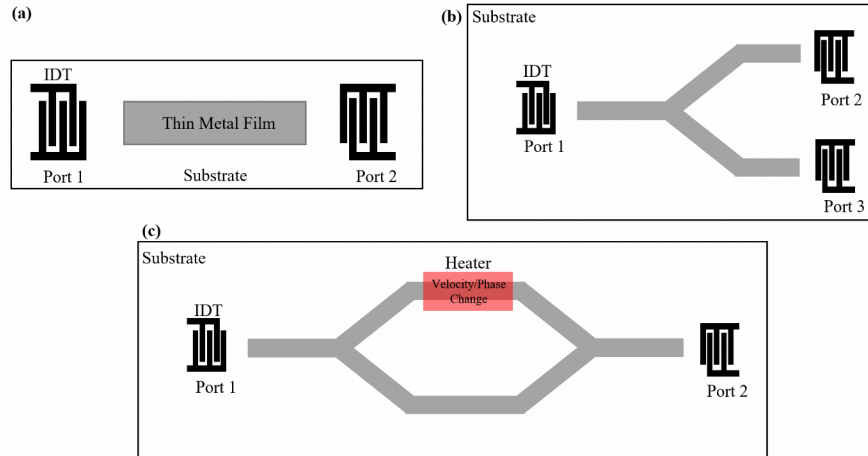 (a)
IDT
Thin Metal Film
Port 1
Substrate
Port 2
(b)
Substrate
IDT
Port 1
Port 2
Port 3
(c)
Substrate
Heater
Velocity/Phase
Change
IDT
Port 1
Port 2